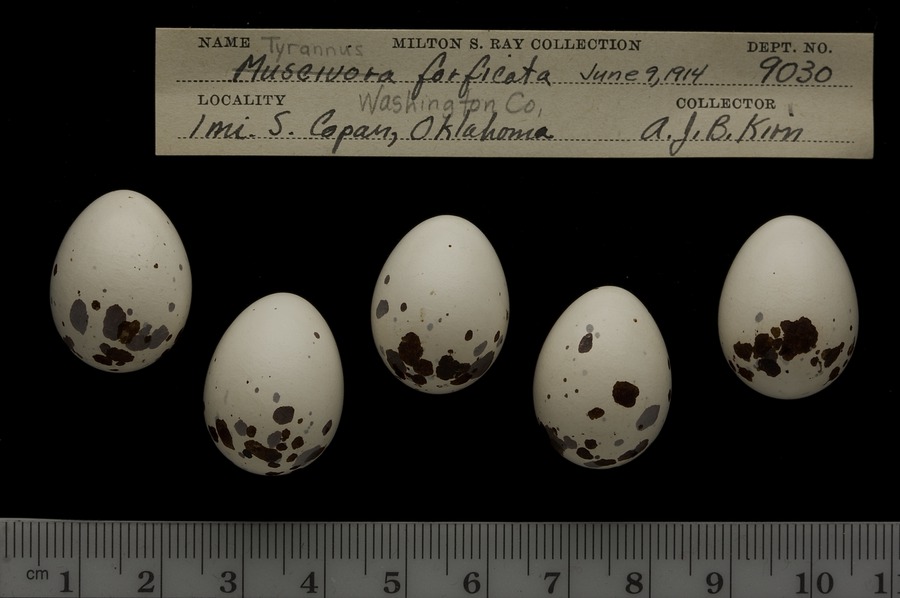 NAME Tyrannus MILTON S. RAY COLLECTION DEPT. NO.
Muscivora forficata June 9, 1914 9030
LOCALITY Washington Co, COLLECTOR
1 mi. S. Copan, Oklahoma A. J. B. Kirn
cm 1 2 3 4 5 6 7 8 9 10 1